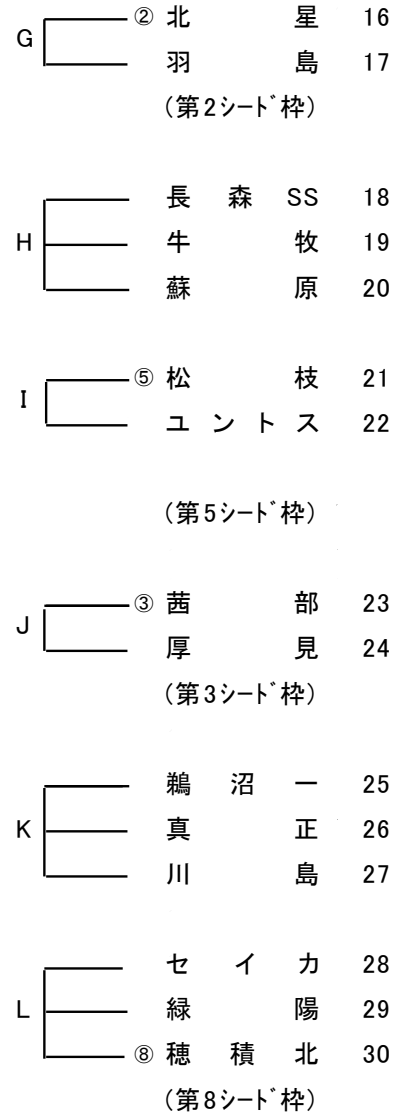 G ② 北 星 16
羽 島 17
(第2シード枠)
長 森 SS 18
H 牛 牧 19
蘇 原 20
I ⑤ 松 枝 21
ユ ン ト ス 22
(第5シード枠)
J ③ 茜 部 23
厚 見 24
(第3シード枠)
鵜 沼 一 25
K 真 正 26
川 島 27
セ イ カ 28
L 緑 陽 29
⑧ 穂 積 北 30
(第8シード枠)